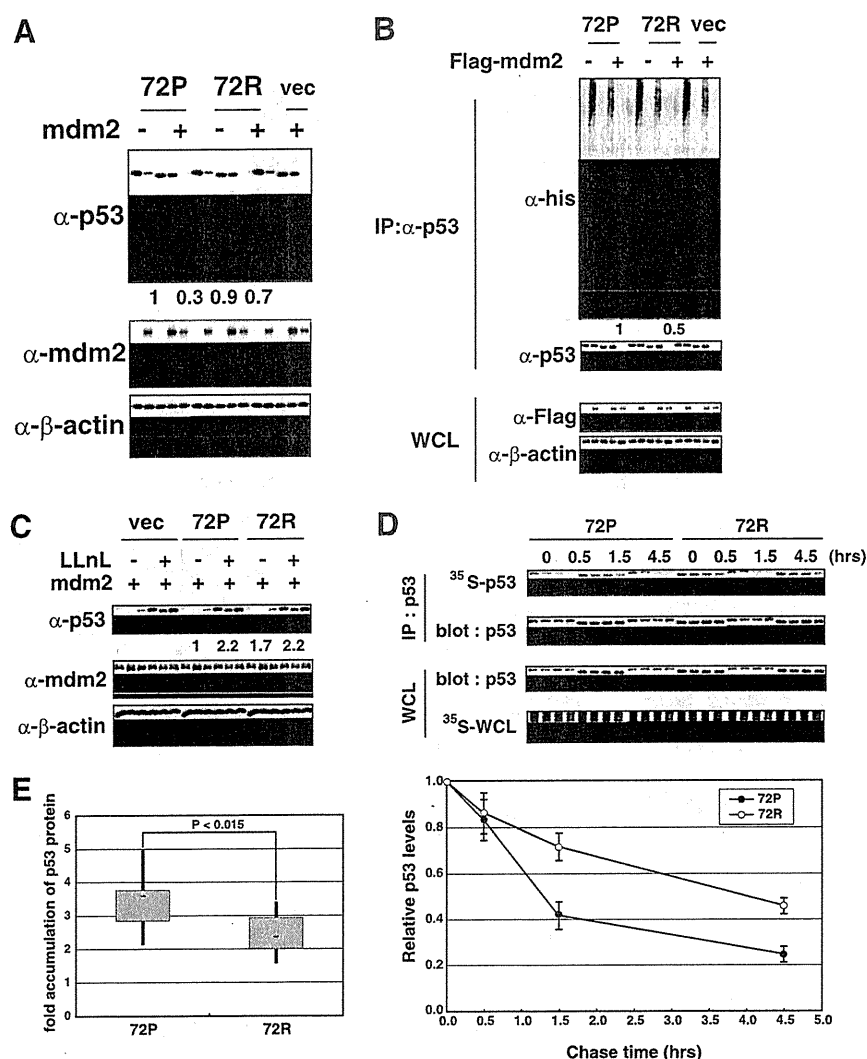 A
72P 72R vec
mdm2 - + - + +
α-p53
1 0.3 0.9 0.7
α-mdm2
α-β-actin
B
72P 72R vec
Flag-mdm2 - + - + +
IP:α-p53
α-his
1 0.5
α-p53
WCL
α-Flag
α-β-actin
C
vec 72P 72R
LLnL - + - + - +
mdm2 + + + + + +
α-p53
1 2.2 1.7 2.2
α-mdm2
α-β-actin
D
72P 72R
0 0.5 1.5 4.5 0 0.5 1.5 4.5 (hrs)
IP : p53
35S-p53
blot : p53
WCL
blot : p53
35S-WCL
1.0
0.8
0.6
0.4
0.2
0.0
Relative p53 levels
72P
72R
0.0 0.5 1.0 1.5 2.0 2.5 3.0 3.5 4.0 4.5 5.0
Chase time (hrs)
E
fold accumulation of p53 protein
6
5
4
3
2
1
0
P < 0.015
72P 72R